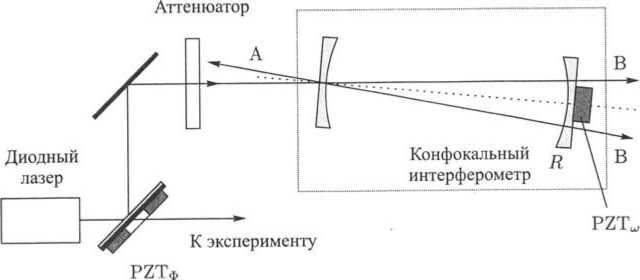 Аттенюатор
A
B
Диодный
лазер
Конфокальный
интерферометр
R
B
К эксперименту
PZTω
PZTΦ